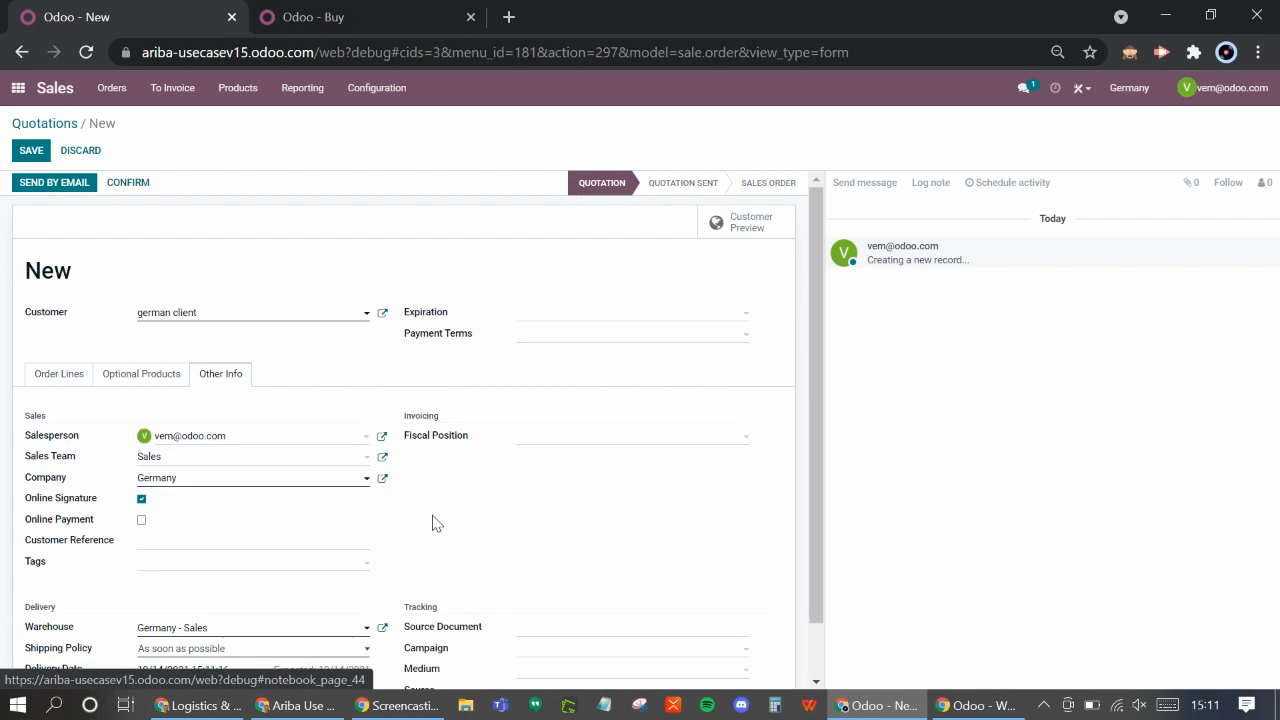 Odoo - New
Odoo - Buy
ariba-usecasev15.odoo.com/web?debug#cids=3&menu_id=181&action=297&model=sale.order&view_type=form
Sales
Orders
To Invoice
Products
Reporting
Configuration
1
Germany
V
vem@odoo.com
Quotations / New
SAVE
DISCARD
SEND BY EMAIL
CONFIRM
QUOTATION
QUOTATION SENT
SALES ORDER
Send message
Log note
Schedule activity
0
Follow
0
Customer
Preview
Today
V
vem@odoo.com
Creating a new record...
New
Customer
german client
Expiration
Payment Terms
Order Lines
Optional Products
Other Info
Sales
Invoicing
Salesperson
V
vem@odoo.com
Fiscal Position
Sales Team
Sales
Company
Germany
Online Signature
Online Payment
Customer Reference
Tags
Delivery
Tracking
Warehouse
Germany - Sales
Source Document
Shipping Policy
As soon as possible
Campaign
Medium
https://ariba-usecasev15.odoo.com/web?debug#notebook_page_44
Logistics & ...
Ariba Use ...
Screencasti...
Odoo - Ne...
Odoo - W...
15:11